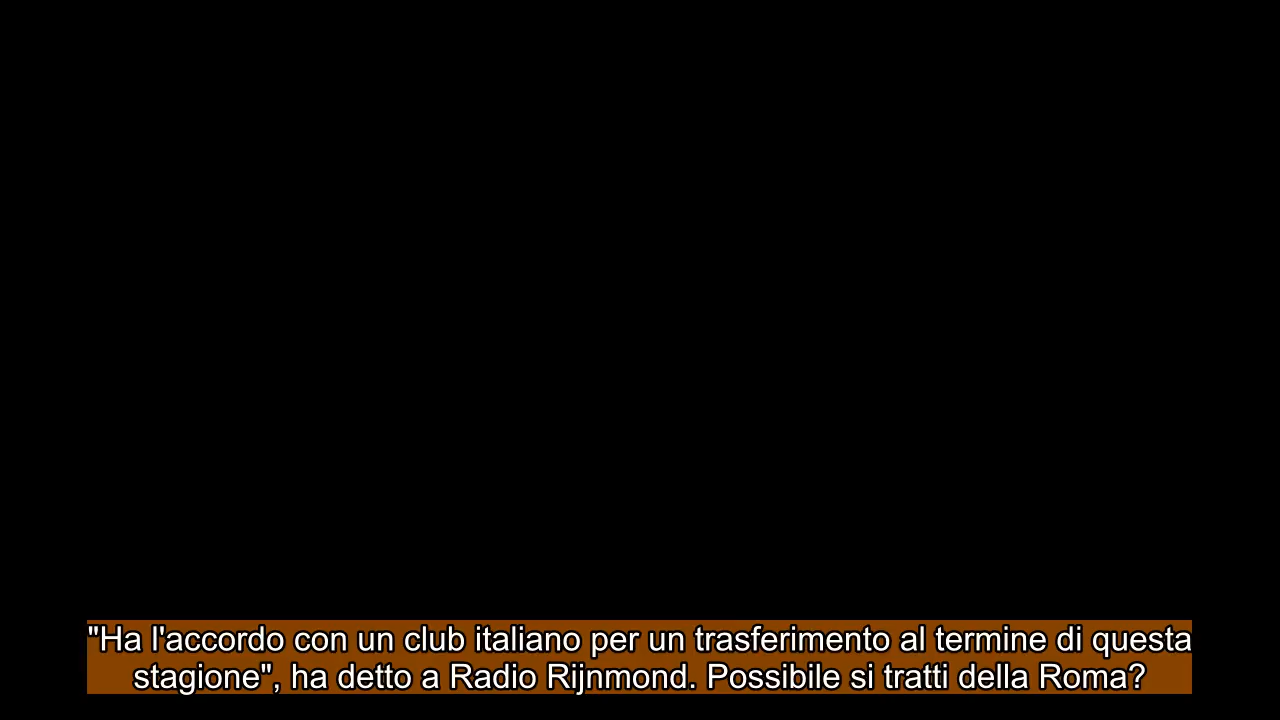 "Ha l'accordo con un club italiano per un trasferimento al termine di questa
stagione", ha detto a Radio Rijnmond. Possibile si tratti della Roma?